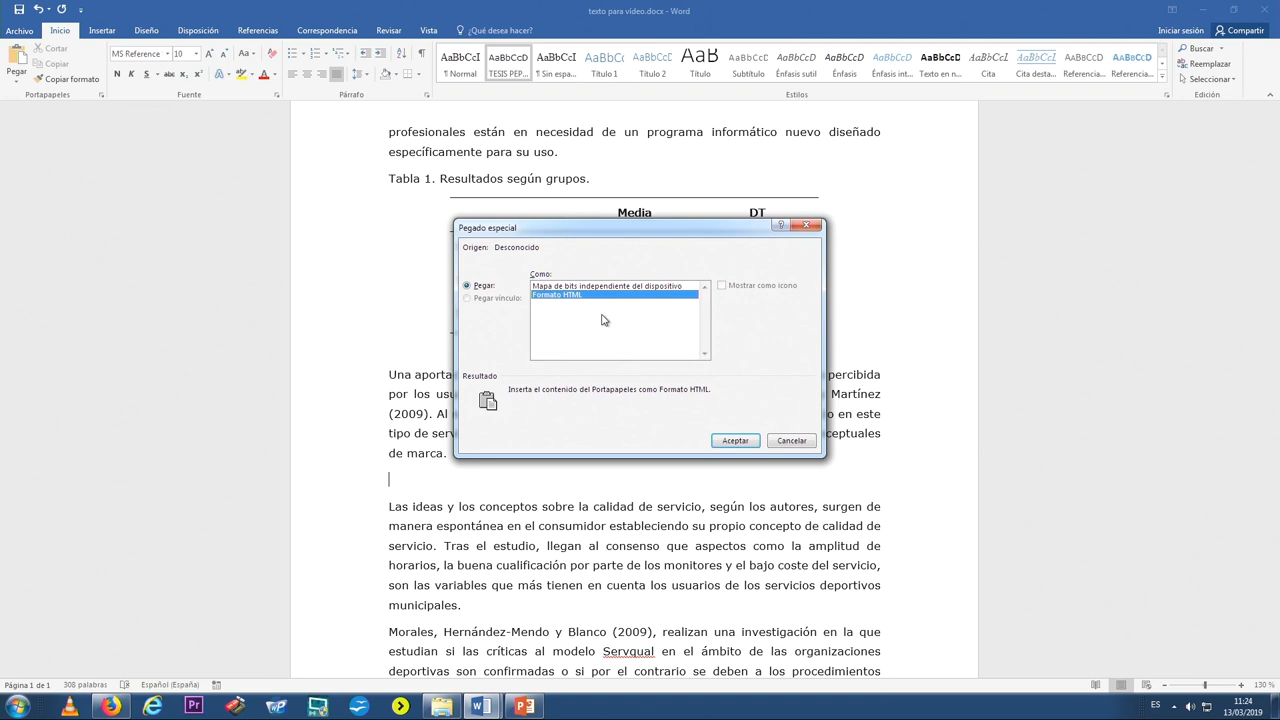 texto para vídeo.docx - Word
Archivo Inicio Insertar Diseño Disposición Referencias Correspondencia Revisar Vista ¿Qué desea hacer? Iniciar sesión Compartir
Pegar
Cortar
Copiar
Copiar formato
MS Reference 10
Buscar
Reemplazar
Seleccionar
AaBbCcI AaBbCcD AaBbCcI AaBbCcI AaBbCcD AaB AaBbCcD AaBbCcD AaBbCcD AaBbCcD AaBbCcD AaBbCcD AaBbCcI AaBbCcD AaBbCcD
¶ Normal TESIS PEP... ¶ Sin espa... Título 1 Título 2 Título Subtítulo Énfasis sutil Énfasis Énfasis int... Texto en n... Cita Cita desta... Referencia... Referencia...
Portapapeles Fuente Párrafo Estilos Edición
profesionales están en necesidad de un programa informático nuevo diseñado
específicamente para su uso.
Tabla 1. Resultados según grupos.
Media DT
Pegado especial
Origen: Desconocido
Como:
Pegar:
Pegar vínculo:
Mapa de bits independiente del dispositivo
Formato HTML
Mostrar como icono
Resultado
Inserta el contenido del Portapapeles como Formato HTML.
Aceptar Cancelar
Una aporta percibida
por los usu Martínez
(2009). Al o en este
tipo de serv ceptuales
de marca.
Las ideas y los conceptos sobre la calidad de servicio, según los autores, surgen de
manera espontánea en el consumidor estableciendo su propio concepto de calidad de
servicio. Tras el estudio, llegan al consenso que aspectos como la amplitud de
horarios, la buena cualificación por parte de los monitores y el bajo coste del servicio,
son las variables que más tienen en cuenta los usuarios de los servicios deportivos
municipales.
Morales, Hernández-Mendo y Blanco (2009), realizan una investigación en la que
estudian si las críticas al modelo Servqual en el ámbito de las organizaciones
deportivas son confirmadas o si por el contrario se deben a los procedimientos
Página 1 de 1 308 palabras Español (España) 130 %
ES 11:24
13/03/2019